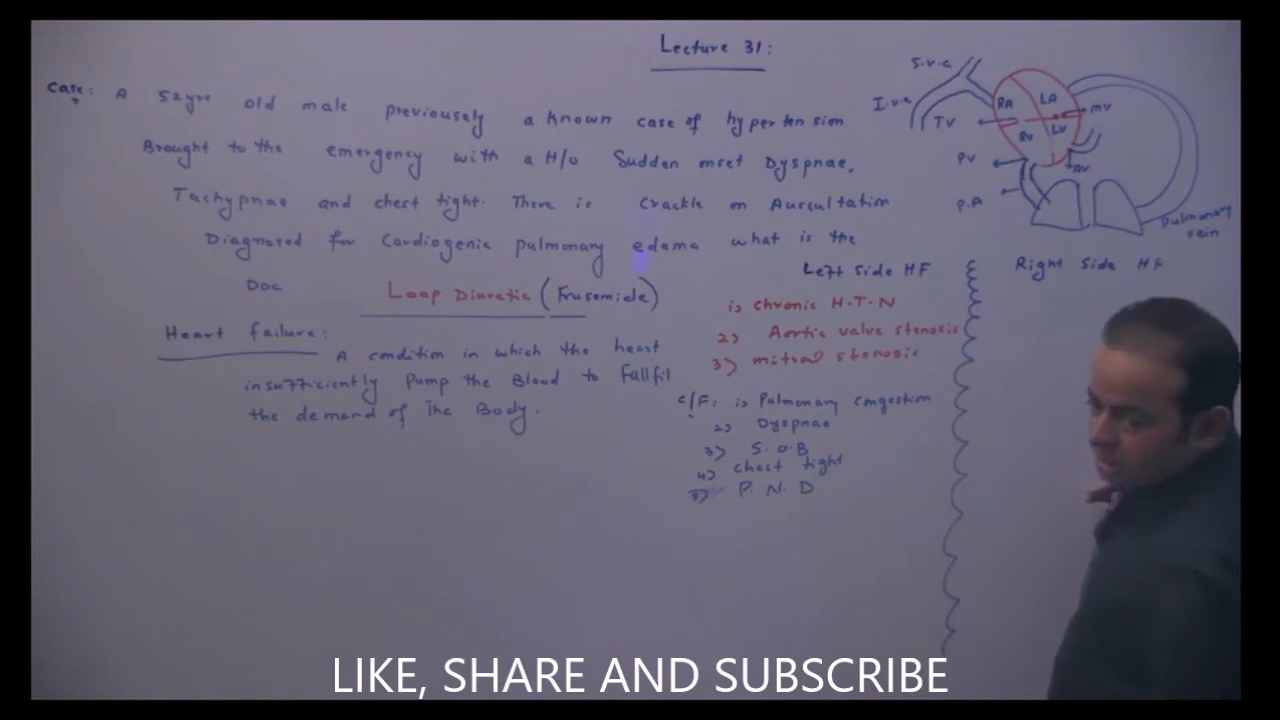 Lecture 31:
Case: A 52yrs old male previousely a known case of hypertension
Brought to the emergency with a H/o Sudden onset Dyspnae,
Tachypnae and chest tight. There is crackle on Auscultation
Diagnosed for Cardiogenic pulmonary edema what is the
DOC
Loop Diuretic (Frusemide)
Heart failure:
A condition in which the heart
insufficiently Pump the Blood to fullfil
the demand of The Body.
S.v.c
I.v.c
RA
LA
TV
RV
LV
mv
PV
AV
P.A
pulmonary
vein
Left side HF
1) chronic H.T.N
2) Aortic valve stenosis
3) mitral stenosis
C/F: 1) Pulmonary congestion
2) Dyspnae
3) S.O.B
4) chest tight
5) P.N.D
Right Side HF
LIKE, SHARE AND SUBSCRIBE